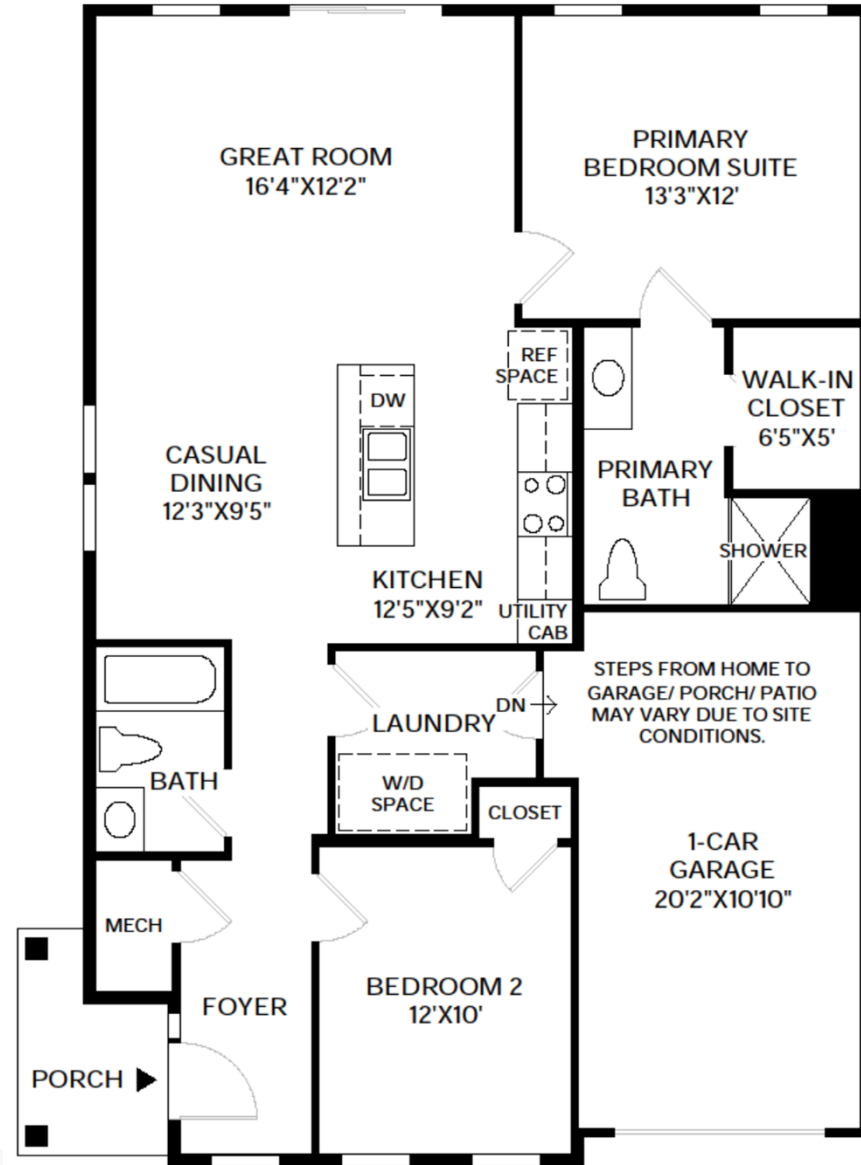 GREAT ROOM
16'4"X12'2"
PRIMARY
BEDROOM SUITE
13'3"X12'
REF
SPACE
DW
WALK-IN
CLOSET
6'5"X5'
CASUAL
DINING
12'3"X9'5"
PRIMARY
BATH
SHOWER
KITCHEN
12'5"X9'2"
UTILITY
CAB
STEPS FROM HOME TO
GARAGE/ PORCH/ PATIO
MAY VARY DUE TO SITE
CONDITIONS.
DN
LAUNDRY
BATH
W/D
SPACE
CLOSET
1-CAR
GARAGE
20'2"X10'10"
MECH
BEDROOM 2
12'X10'
FOYER
PORCH